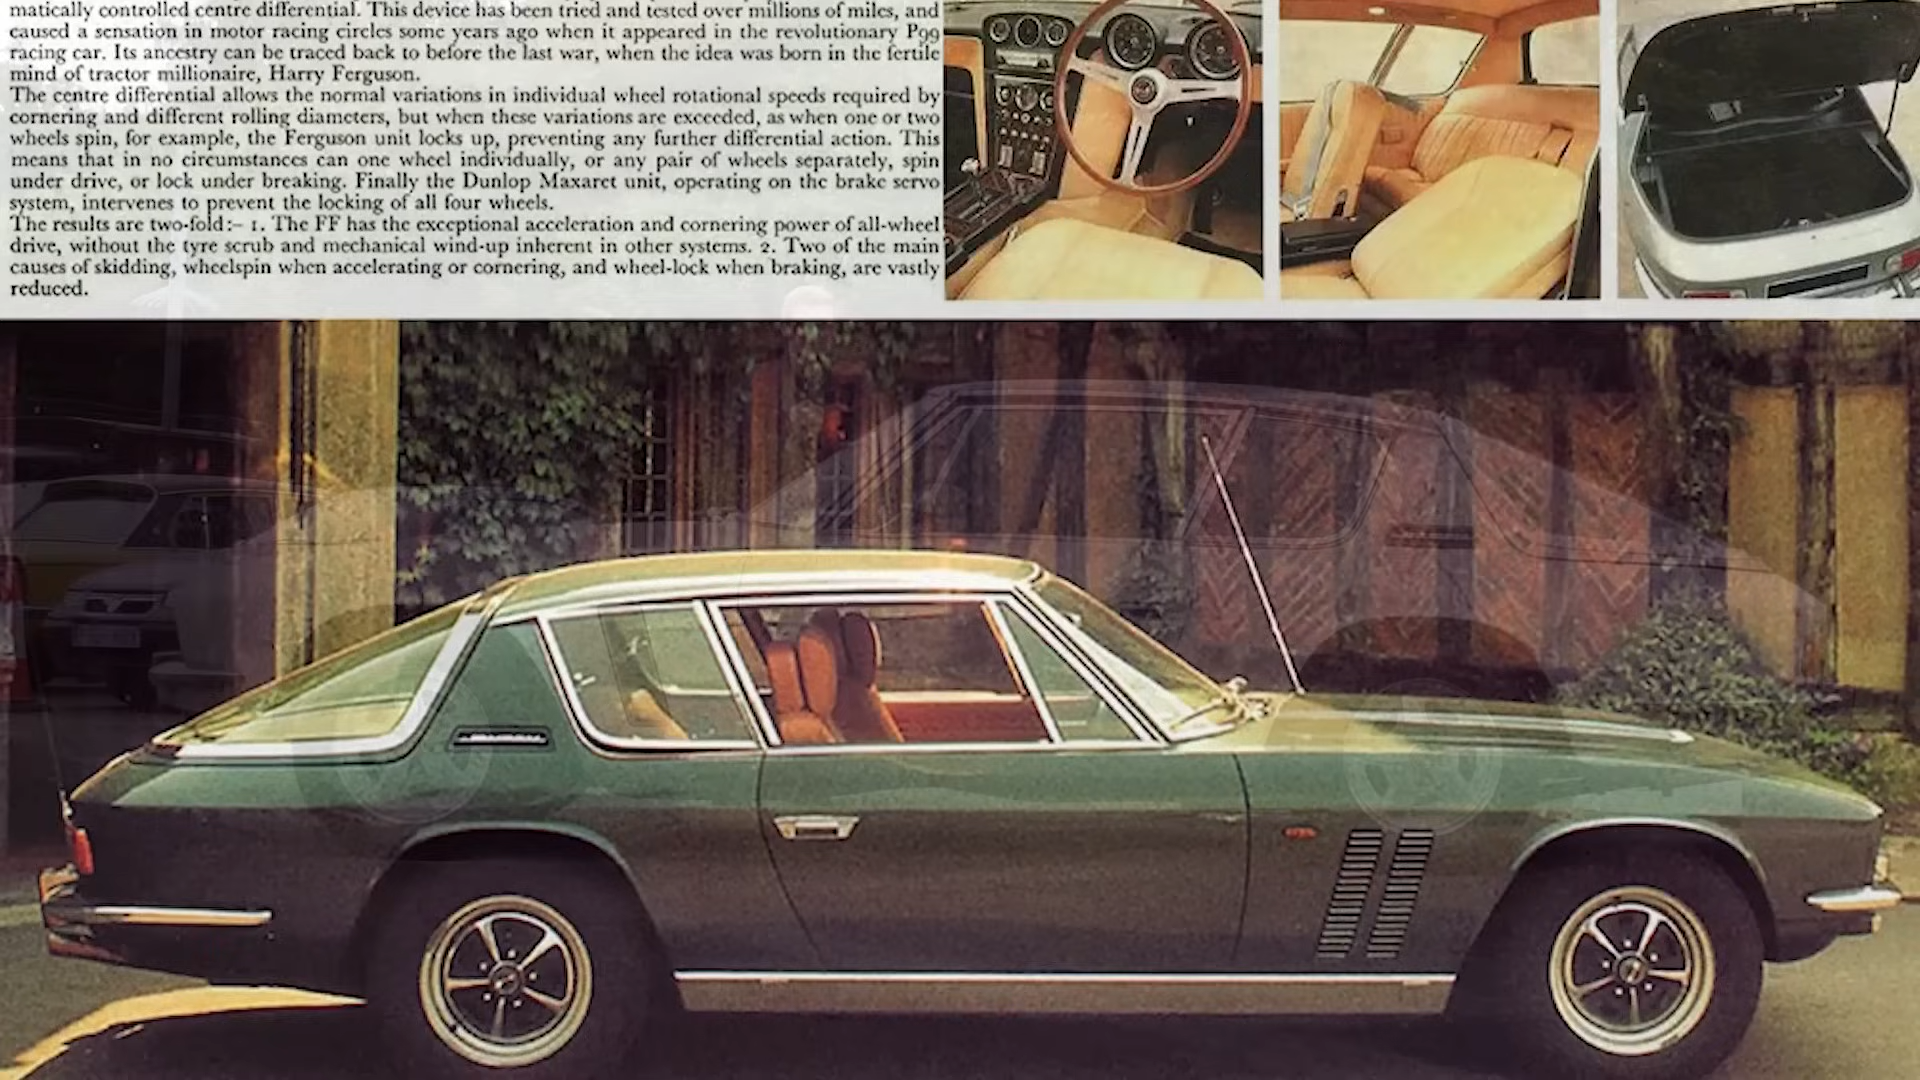 matically controlled centre differential. This device has been tried and tested over millions of miles, and
caused a sensation in motor racing circles some years ago when it appeared in the revolutionary P99
racing car. Its ancestry can be traced back to before the last war, when the idea was born in the fertile
mind of tractor millionaire, Harry Ferguson.
The centre differential allows the normal variations in individual wheel rotational speeds required by
cornering and different rolling diameters, but when these variations are exceeded, as when one or two
wheels spin, for example, the Ferguson unit locks up, preventing any further differential action. This
means that in no circumstances can one wheel individually, or any pair of wheels separately, spin
under drive, or lock under breaking. Finally the Dunlop Maxaret unit, operating on the brake servo
system, intervenes to prevent the locking of all four wheels.
The results are two-fold:– 1. The FF has the exceptional acceleration and cornering power of all-wheel
drive, without the tyre scrub and mechanical wind-up inherent in other systems. 2. Two of the main
causes of skidding, wheelspin when accelerating or cornering, and wheel-lock when braking, are vastly
reduced.